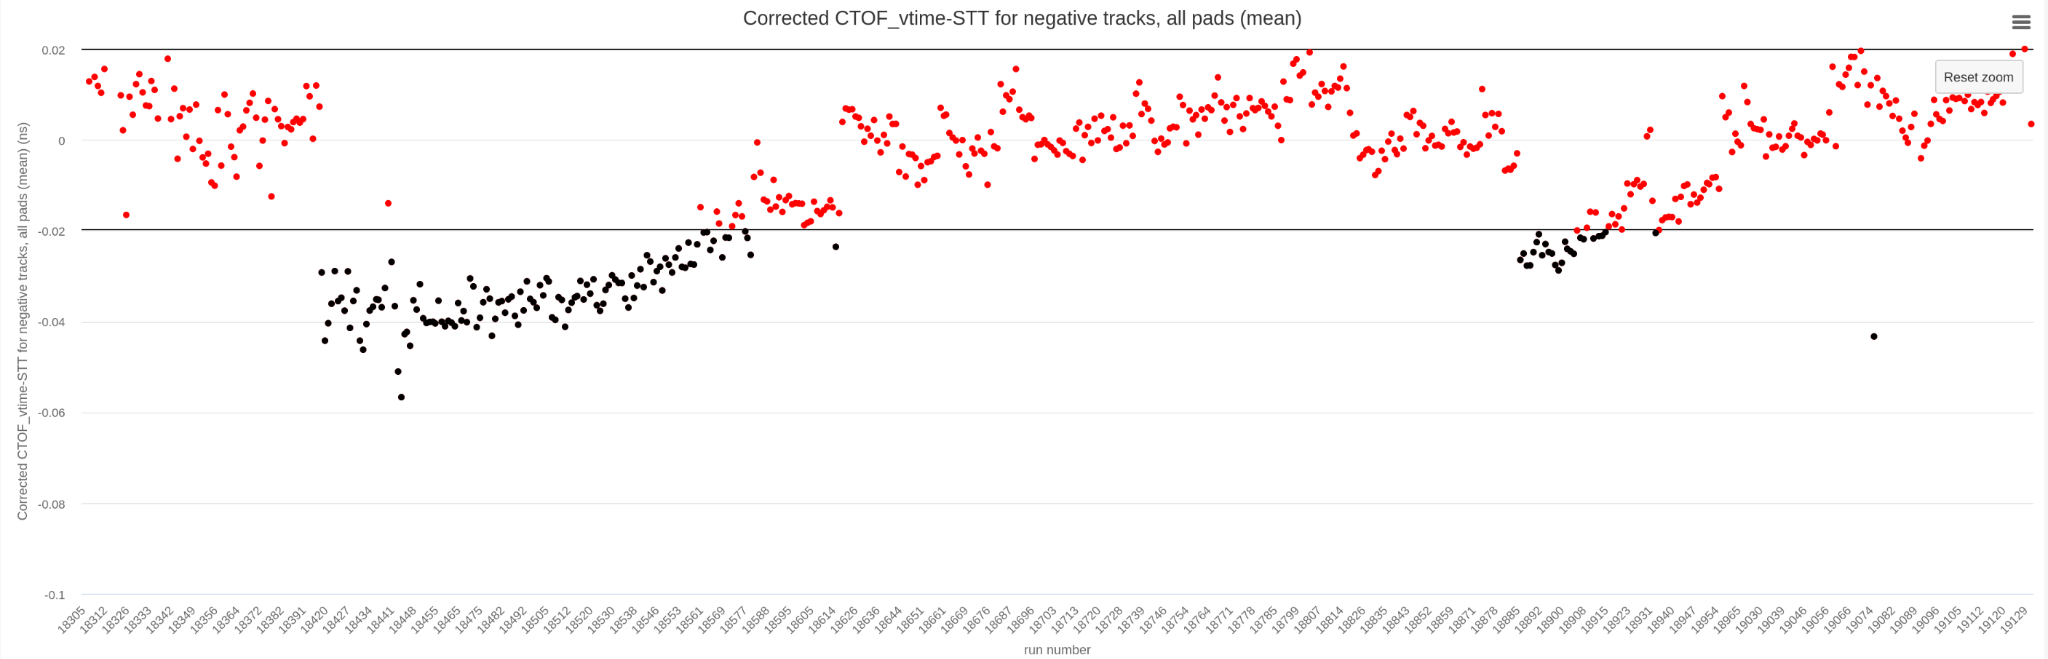 Corrected CTOF_vtime-STT for negative tracks, all pads (mean)
Reset zoom
Corrected CTOF_vtime-STT for negative tracks, all pads (mean) (ns)
0.02
0
-0.02
-0.04
-0.06
-0.08
-0.1
18305 18312 18326 18333 18342 18349 18356 18364 18372 18382 18391 18420 18427 18434 18441 18448 18455 18465 18475 18482 18492 18505 18512 18520 18530 18538 18546 18553 18561 18569 18577 18588 18595 18605 18614 18626 18636 18644 18651 18661 18669 18676 18687 18696 18703 18713 18720 18728 18739 18746 18754 18764 18771 18778 18785 18799 18807 18814 18826 18835 18843 18852 18859 18871 18878 18885 18892 18900 18908 18915 18923 18931 18940 18947 18954 18965 19030 19039 19046 19056 19066 19074 19082 19089 19096 19105 19112 19120 19129
run number